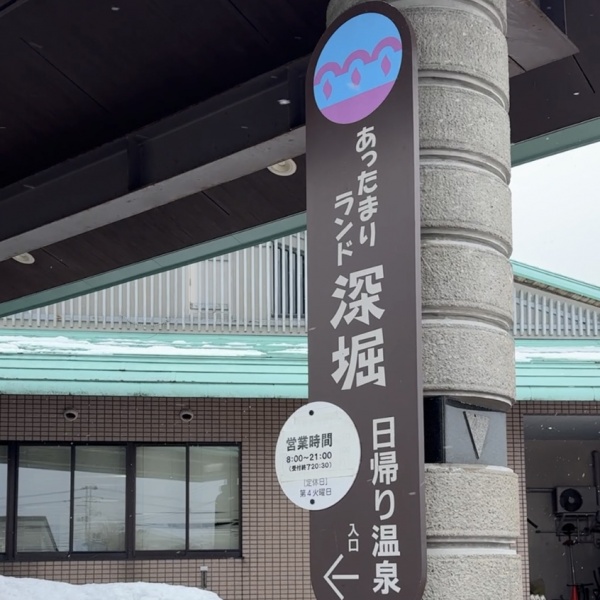 あったまり
ランド
深堀
日帰り温泉
入口
営業時間
8:00~21:00
(受付終了20:30)
[定休日]
第4火曜日